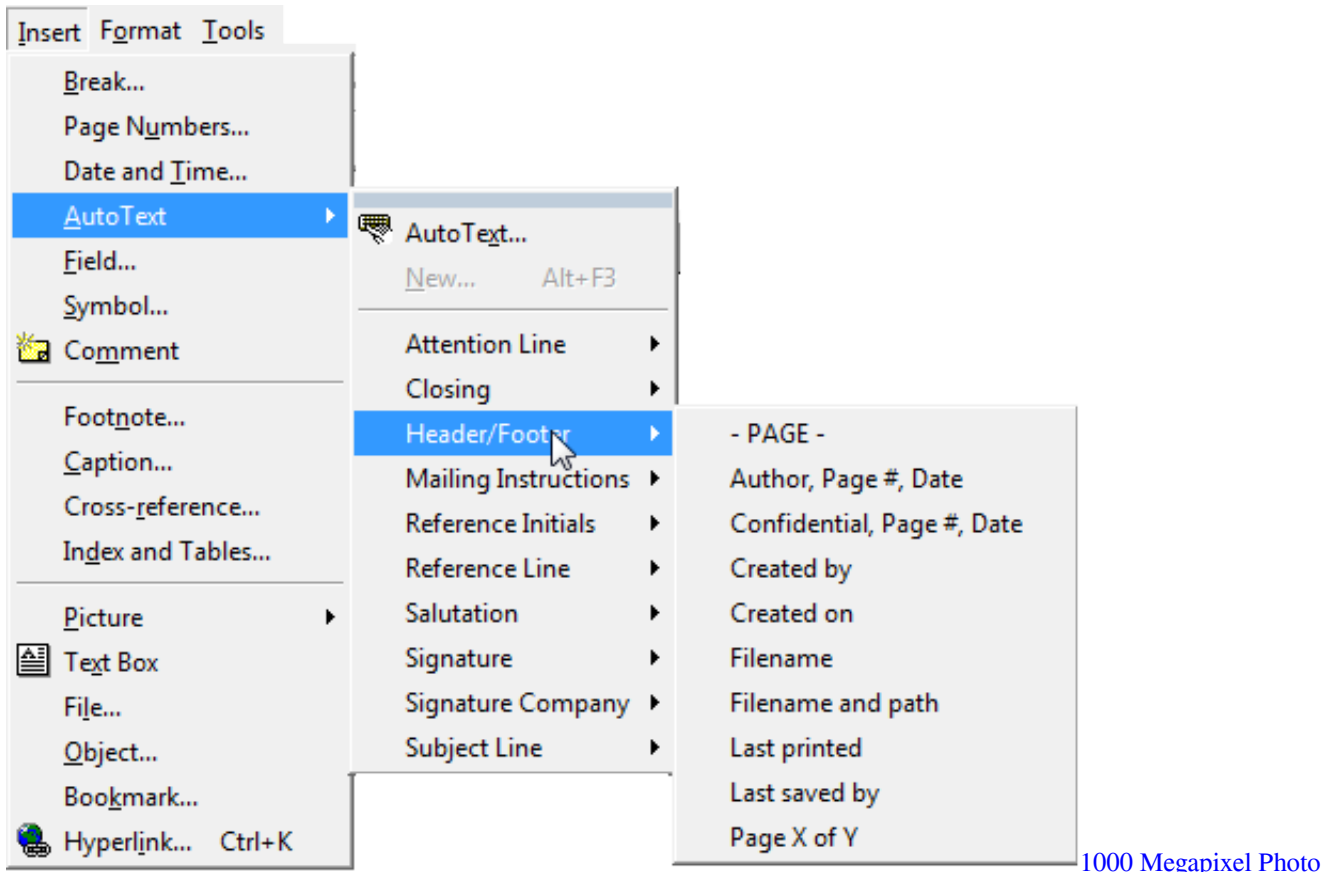 Insert Format Tools
Break...
Page Numbers...
Date and Time...
AutoText
Field...
Symbol...
Comment
Footnote...
Caption...
Cross-reference...
Index and Tables...
Picture
Text Box
File...
Object...
Bookmark...
Hyperlink... Ctrl+K
AutoText...
New... Alt+F3
Attention Line
Closing
Header/Footer
Mailing Instructions
Reference Initials
Reference Line
Salutation
Signature
Signature Company
Subject Line
- PAGE -
Author, Page #, Date
Confidential, Page #, Date
Created by
Created on
Filename
Filename and path
Last printed
Last saved by
Page X of Y
1000 Megapixel Photo